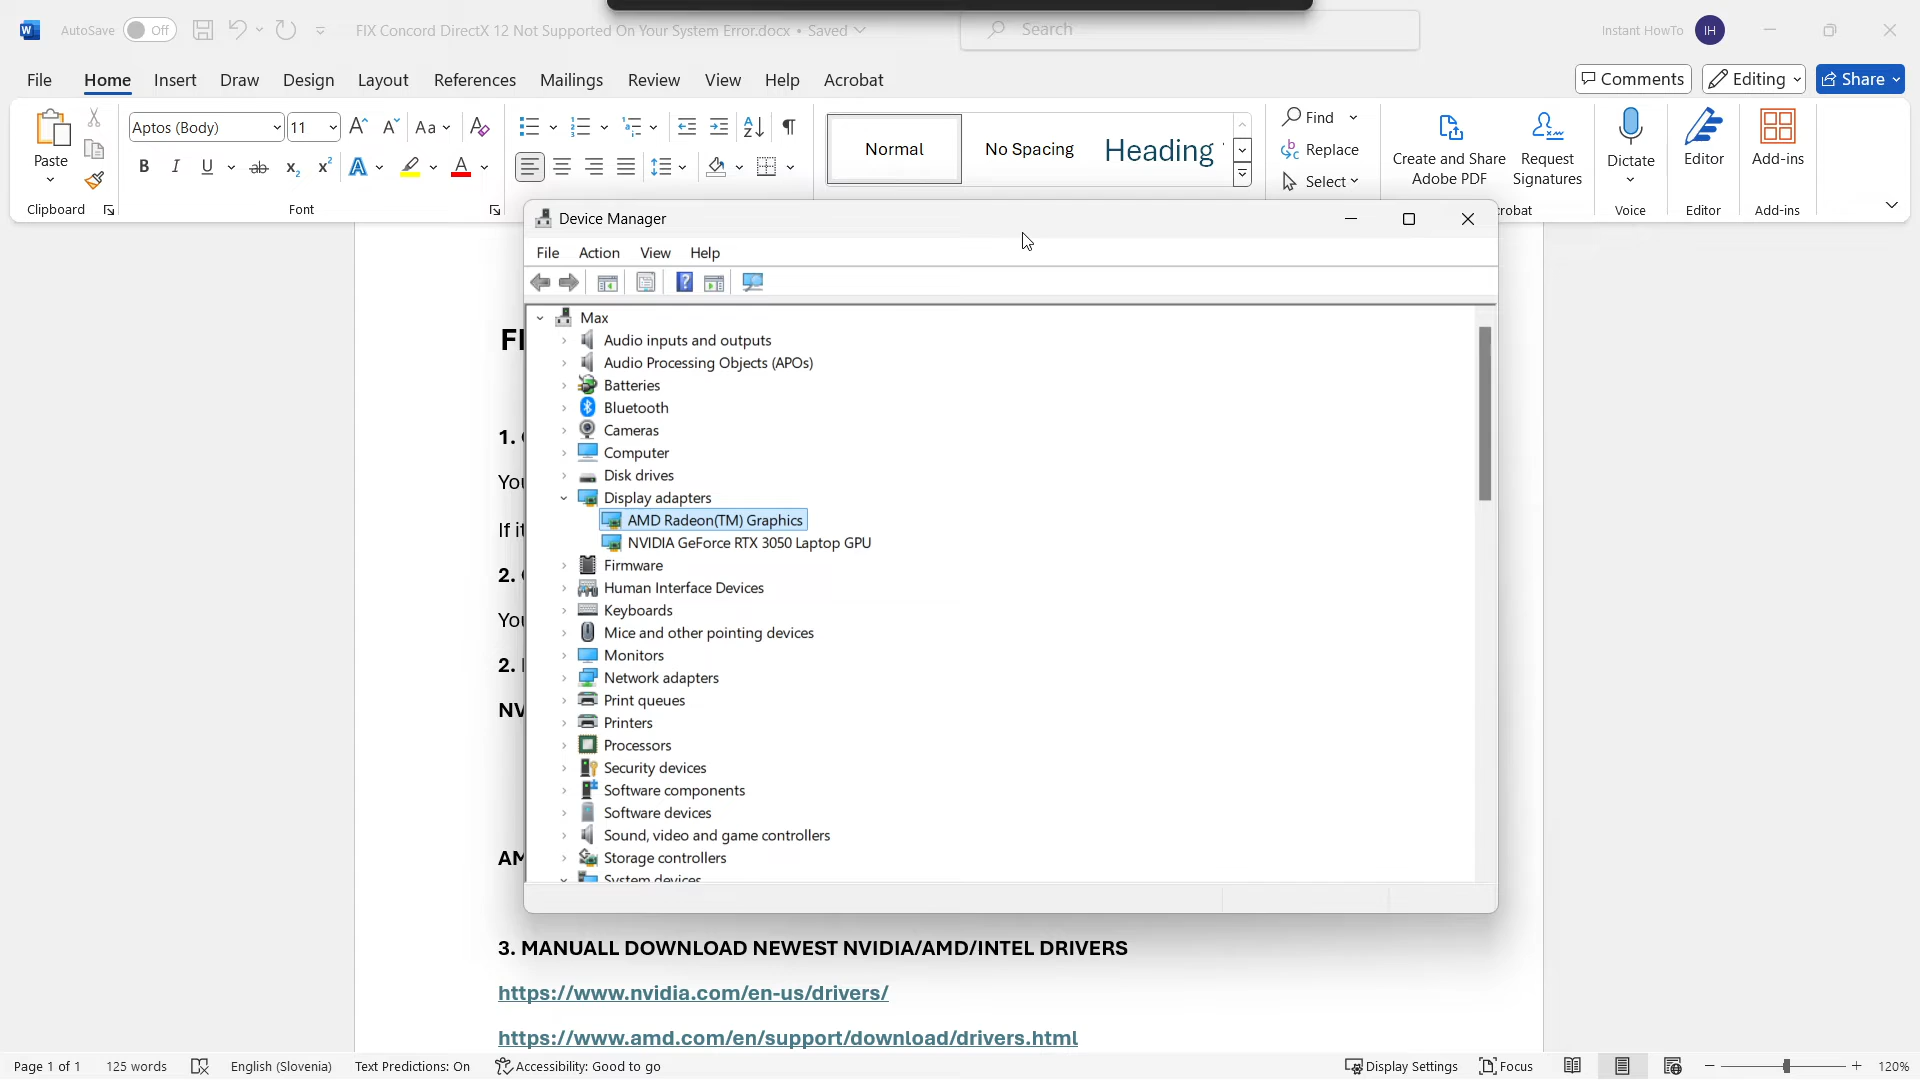 AutoSave Off FIX Concord DirectX 12 Not Supported On Your System Error.docx • Saved Search Instant HowTo IH
File Home Insert Draw Design Layout References Mailings Review View Help Acrobat Comments Editing Share
Paste
Aptos (Body) 11
Normal
No Spacing
Heading
Find
Replace
Select
Create and Share
Adobe PDF
Request
Signatures
Dictate
Editor
Add-ins
Clipboard Font crobat Voice Editor Add-ins
Device Manager
File Action View Help
Max
Audio inputs and outputs
Audio Processing Objects (APOs)
Batteries
Bluetooth
Cameras
Computer
Disk drives
Display adapters
AMD Radeon(TM) Graphics
NVIDIA GeForce RTX 3050 Laptop GPU
Firmware
Human Interface Devices
Keyboards
Mice and other pointing devices
Monitors
Network adapters
Print queues
Printers
Processors
Security devices
Software components
Software devices
Sound, video and game controllers
Storage controllers
System devices
1.
If it
2.
2.
3. MANUALL DOWNLOAD NEWEST NVIDIA/AMD/INTEL DRIVERS
https://www.nvidia.com/en-us/drivers/
https://www.amd.com/en/support/download/drivers.html
Page 1 of 1 125 words English (Slovenia) Text Predictions: On Accessibility: Good to go Display Settings Focus 120%